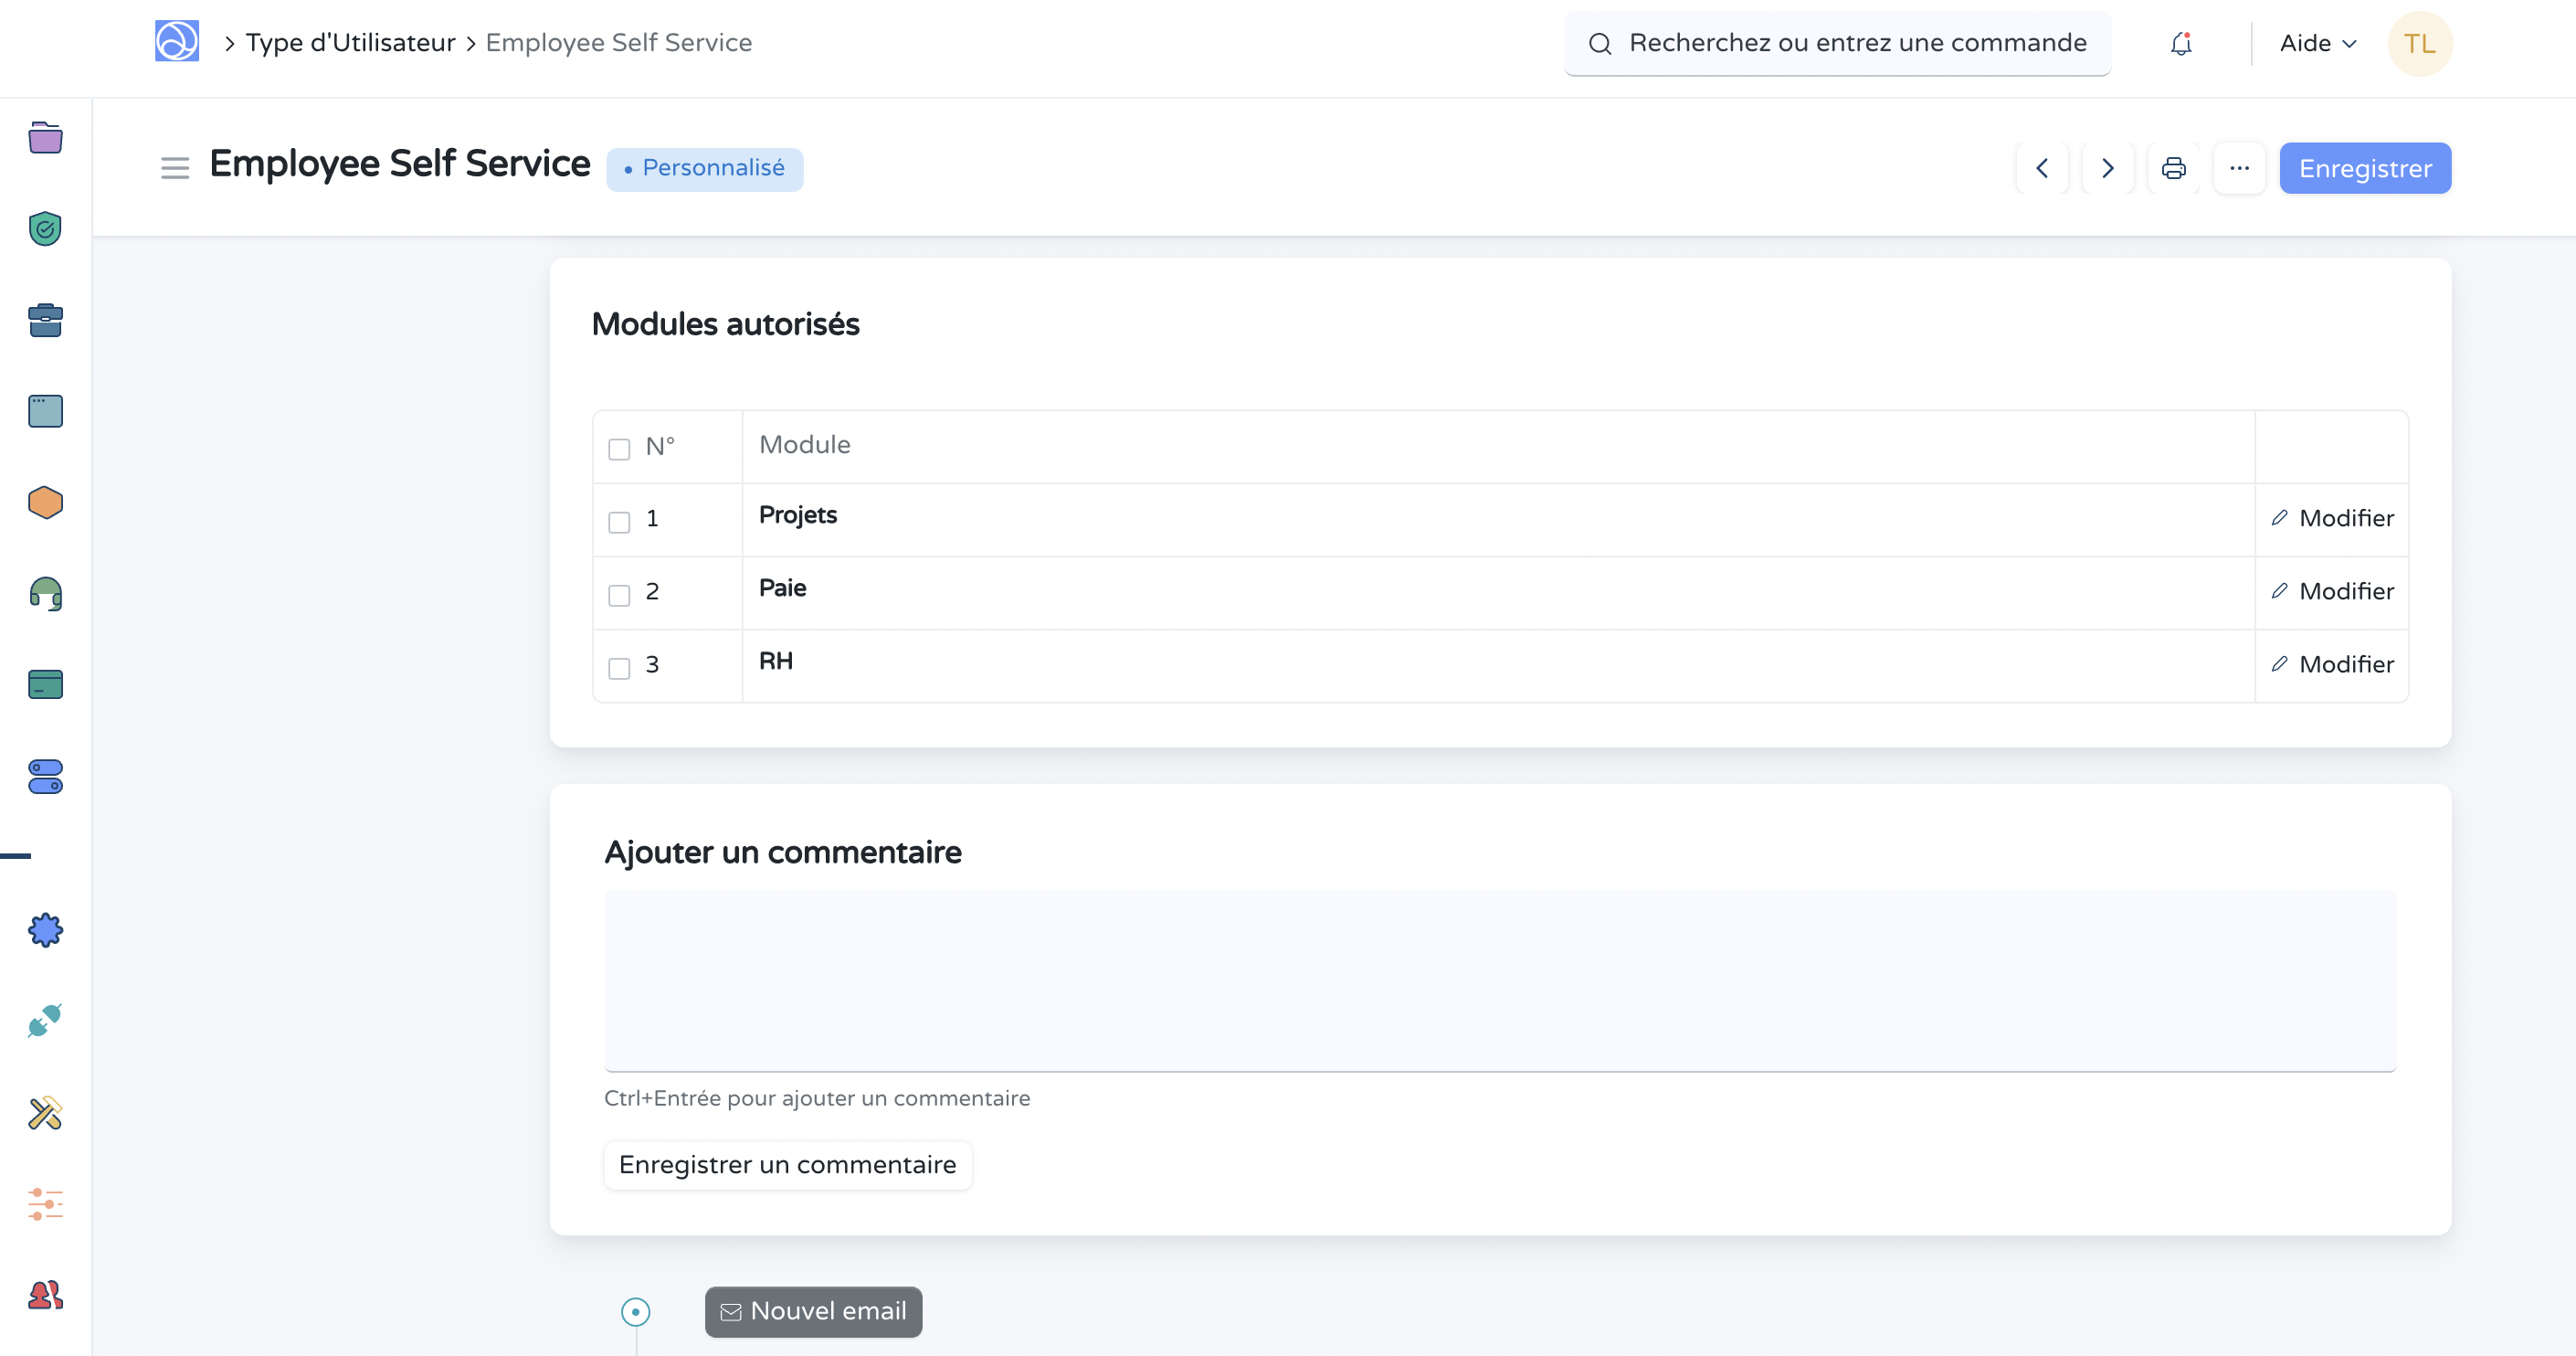 Type d'Utilisateur Employee Self Service Recherchez ou entrez une commande Aide TL
Employee Self Service • Personnalisé ... Enregistrer
Modules autorisés
N° Module
1 Projets Modifier
2 Paie Modifier
3 RH Modifier
Ajouter un commentaire
Ctrl+Entrée pour ajouter un commentaire
Enregistrer un commentaire
Nouvel email